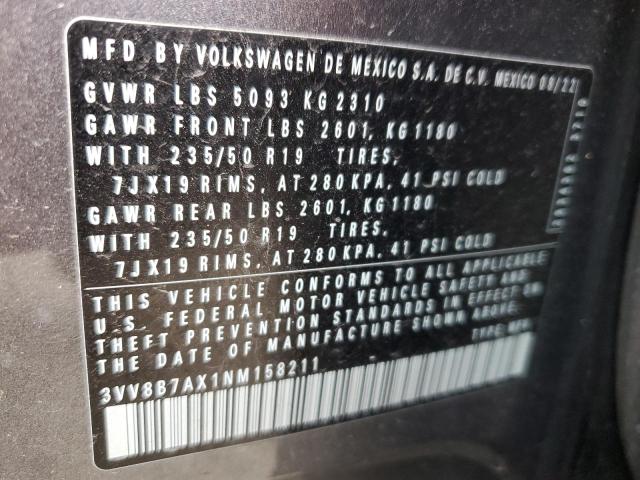 MFD BY VOLKSWAGEN DE MEXICO S.A. DE C.V. MEXICO 08/22
GVWR LBS 5093 KG 2310
GAWR FRONT LBS 2601, KG 1180
WITH 235/50 R19 TIRES,
7JX19 RIMS, AT 280 KPA, 41 PSI COLD
GAWR REAR LBS 2601, KG 1180
WITH 235/50 R19 TIRES,
7JX19 RIMS, AT 280 KPA, 41 PSI COLD
THIS VEHICLE CONFORMS TO ALL APPLICABLE
U.S. FEDERAL MOTOR VEHICLE SAFETY AND
THEFT PREVENTION STANDARDS IN EFFECT ON
THE DATE OF MANUFACTURE SHOWN ABOVE.
3VV8B7AX1NM158211
TYPE